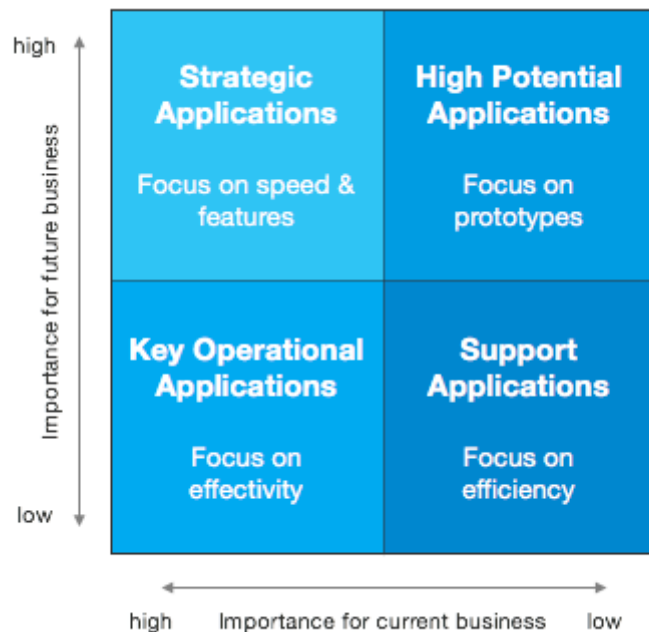 high
Strategic
Applications
Focus on speed &
features
High Potential
Applications
Focus on
prototypes
Importance for future business
Key Operational
Applications
Focus on
effectivity
Support
Applications
Focus on
efficiency
low
high Importance for current business low